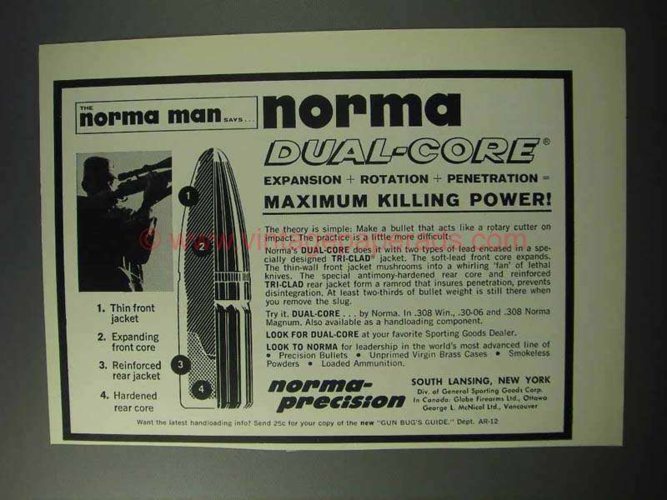 THE
norma man SAYS...
norma
DUAL-CORE®
EXPANSION + ROTATION + PENETRATION =
MAXIMUM KILLING POWER!
The theory is simple: Make a bullet that acts like a rotary cutter on
impact. The practice is a little more difficult.
Norma's DUAL-CORE does it with two types of lead encased in a spe-
cially designed TRI-CLAD jacket. The soft-lead front core expands.
The thin-wall front jacket mushrooms into a whirling 'fan' of lethal
knives. The special antimony-hardened rear core and reinforced
TRI-CLAD rear jacket form a ramrod that insures penetration, prevents
disintegration. At least two-thirds of bullet weight is still there when
you remove the slug.
Try it. DUAL-CORE . . . by Norma. In .308 Win., .30-06 and .308 Norma
Magnum. Also available as a handloading component.
LOOK FOR DUAL-CORE at your favorite Sporting Goods Dealer.
LOOK TO NORMA for leadership in the world's most advanced line of
• Precision Bullets • Unprimed Virgin Brass Cases • Smokeless
Powders • Loaded Ammunition.
1
2
3
4
1. Thin front
jacket
2. Expanding
front core
3. Reinforced
rear jacket
4. Hardened
rear core
norma-
precision
SOUTH LANSING, NEW YORK
Div. of General Sporting Goods Corp.
In Canada: Globe Firearms Ltd., Ottawa
George L. McNicol Ltd., Vancouver
Want the latest handloading info? Send 25c for your copy of the new "GUN BUG'S GUIDE." Dept. AR-12